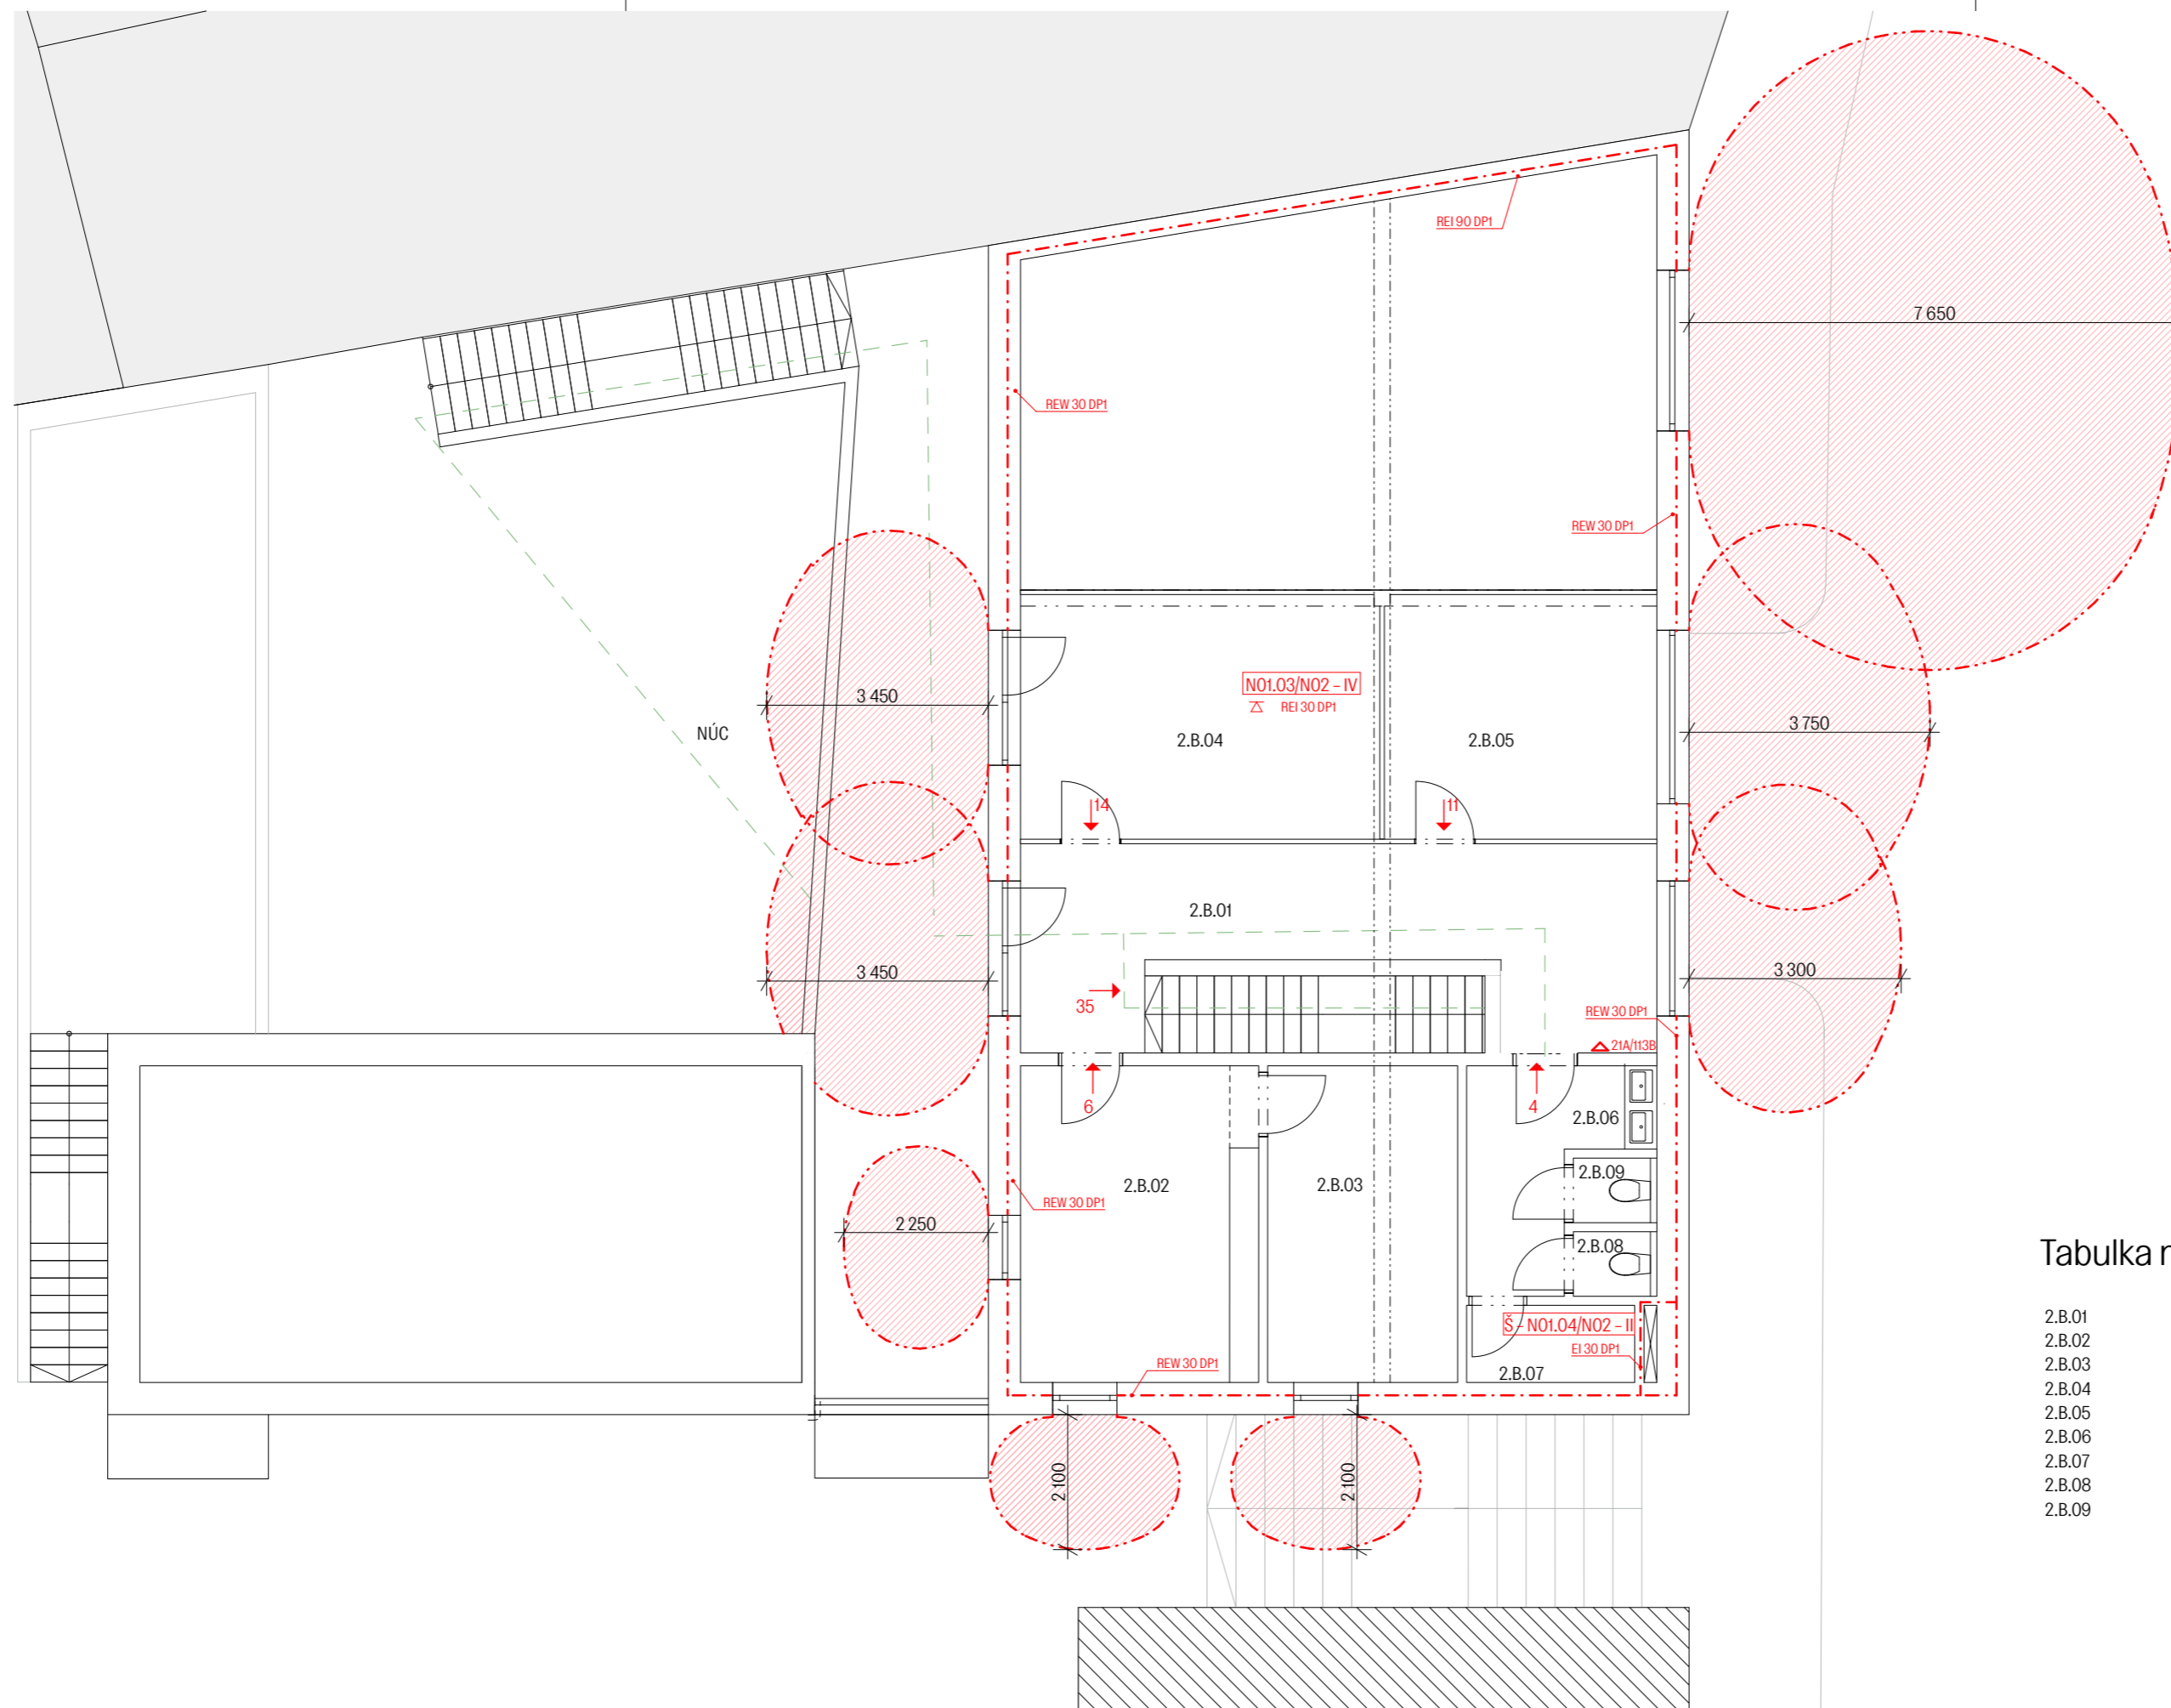 REI 90 DP1
7 650
REW 30 DP1
REW 30 DP1
N01.03/N02 – IV
REI 30 DP1
3 450
3 750
NÚC
2.B.04
2.B.05
14
11
2.B.01
3 450
3 300
35
REW 30 DP1
21A/113B
6
4
2.B.06
2.B.09
2.B.02
2.B.03
REW 30 DP1
2 250
2.B.08
Tabulka
Š - N01.04/N02 – II
EI 30 DP1
REW 30 DP1
2.B.07
2 100
2 100
2.B.01
2.B.02
2.B.03
2.B.04
2.B.05
2.B.06
2.B.07
2.B.08
2.B.09